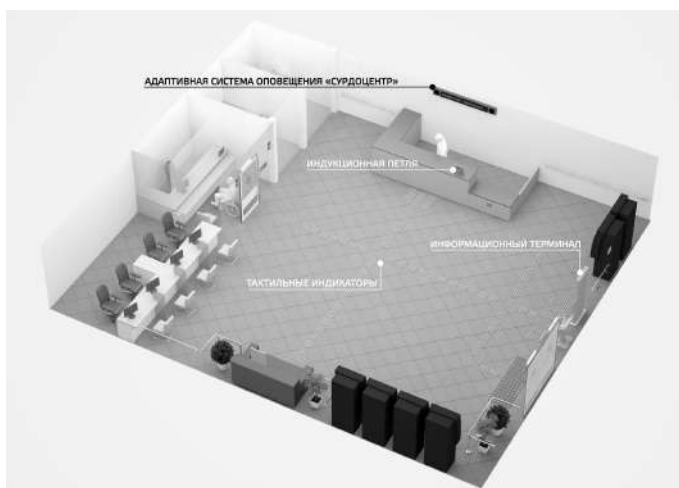 АДАПТИВНАЯ СИСТЕМА ОПОВЕЩЕНИЯ «СУРДОЦЕНТР»
ИНДУКЦИОННАЯ ПЕТЛЯ
ИНФОРМАЦИОННЫЙ ТЕРМИНАЛ
ТАКТИЛЬНЫЕ ИНДИКАТОРЫ